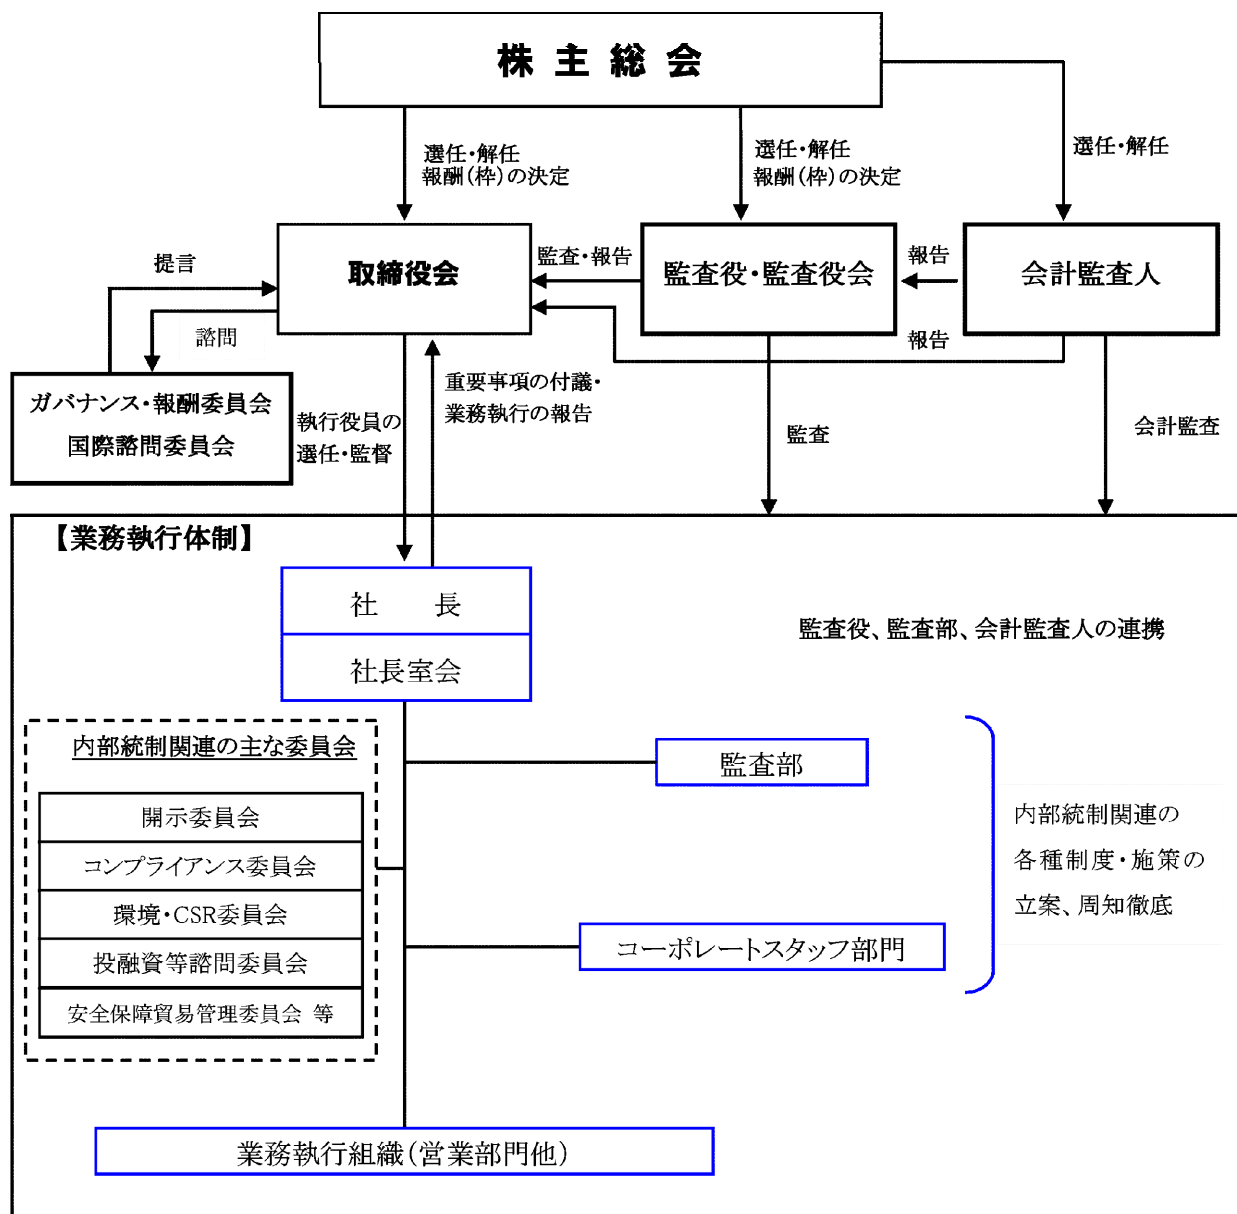 株主総会
選任・解任
報酬(枠)の決定
選任・解任
報酬(枠)の決定
選任・解任
取締役会
監査・報告
監査役・監査役会
報告
会計監査人
報告
提言
諮問
ガバナンス・報酬委員会
国際諮問委員会
執行役員の
選任・監督
重要事項の付議・
業務執行の報告
監査
会計監査
【業務執行体制】
社　長
社長室会
監査役、監査部、会計監査人の連携
内部統制関連の主な委員会
開示委員会
コンプライアンス委員会
環境・CSR委員会
投融資等諮問委員会
安全保障貿易管理委員会 等
監査部
コーポレートスタッフ部門
内部統制関連の
各種制度・施策の
立案、周知徹底
業務執行組織(営業部門他)